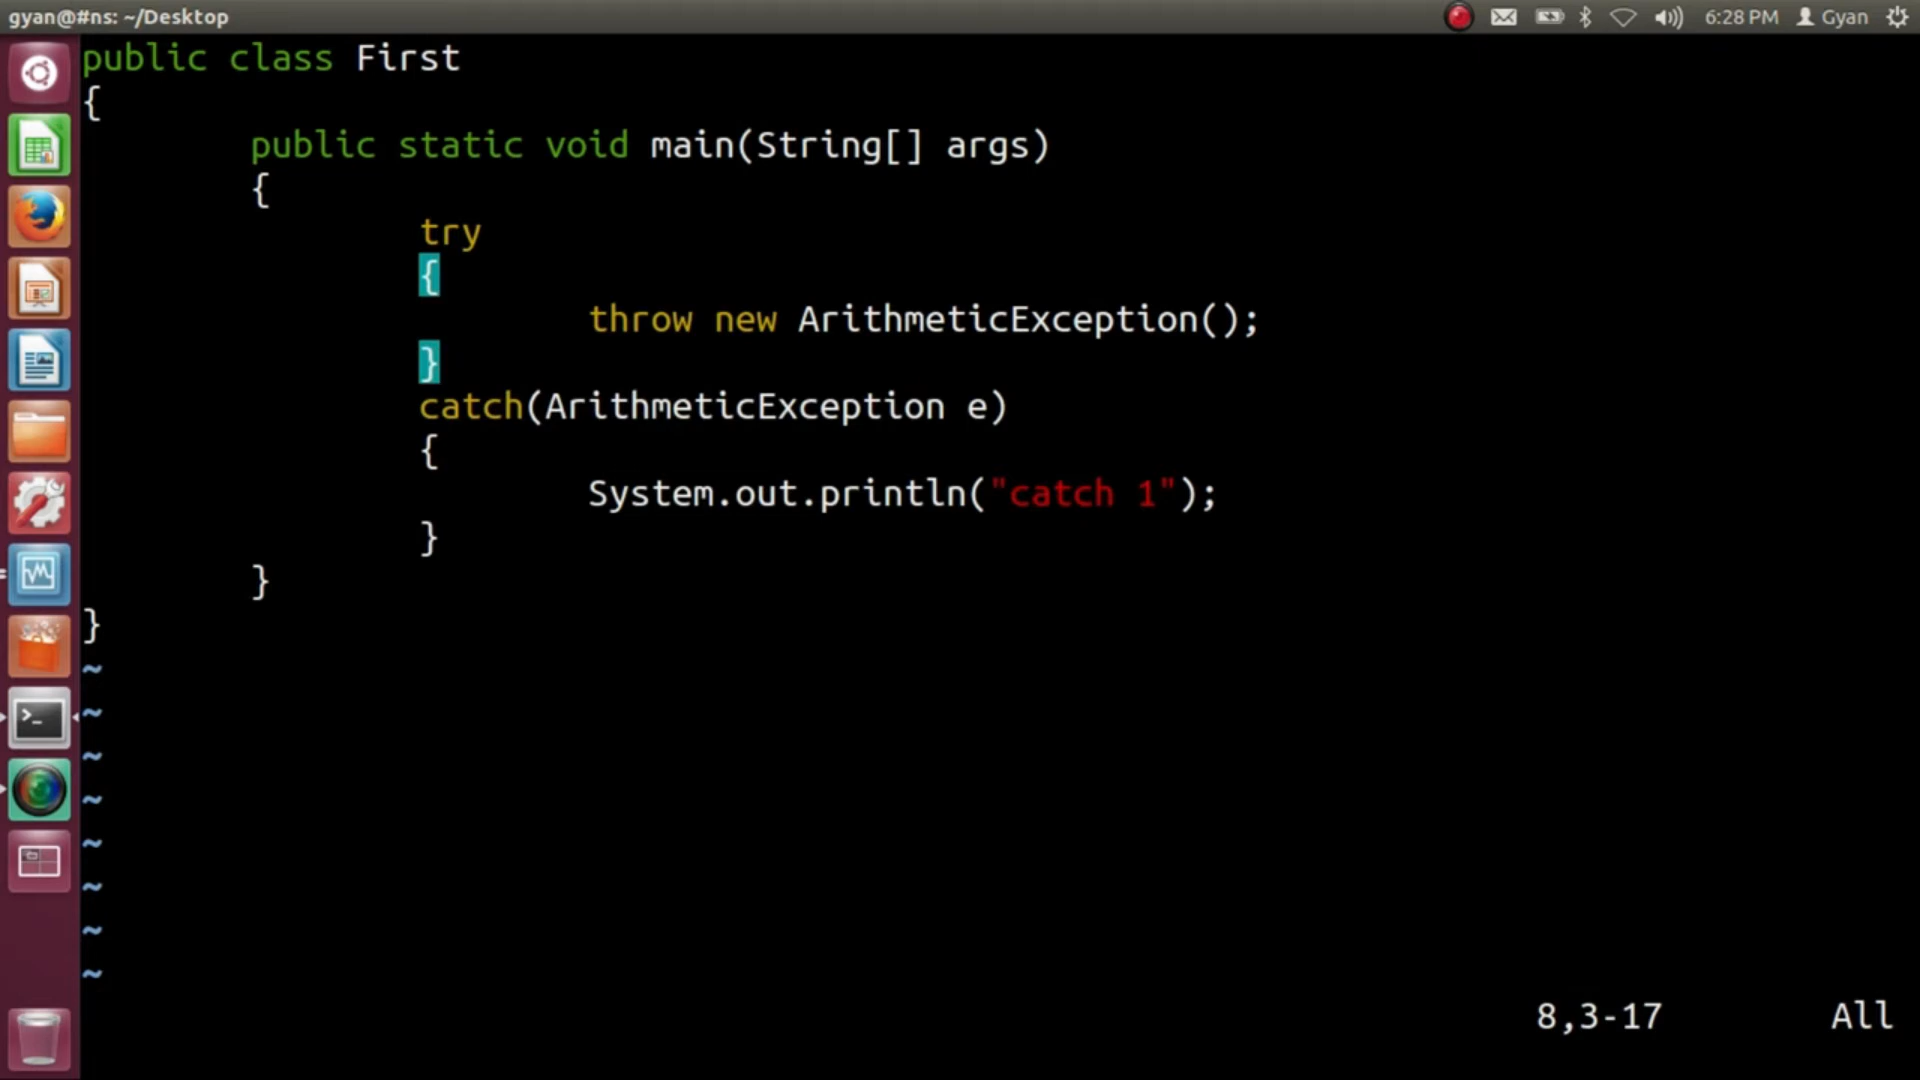 gyan@#ns: ~/Desktop 6:28 PM Gyan
public class First
{
public static void main(String[] args)
{
try
{
throw new ArithmeticException();
}
catch(ArithmeticException e)
{
System.out.println("catch 1");
}
}
}
~
~
~
~
~
~
~
~
8,3-17 All